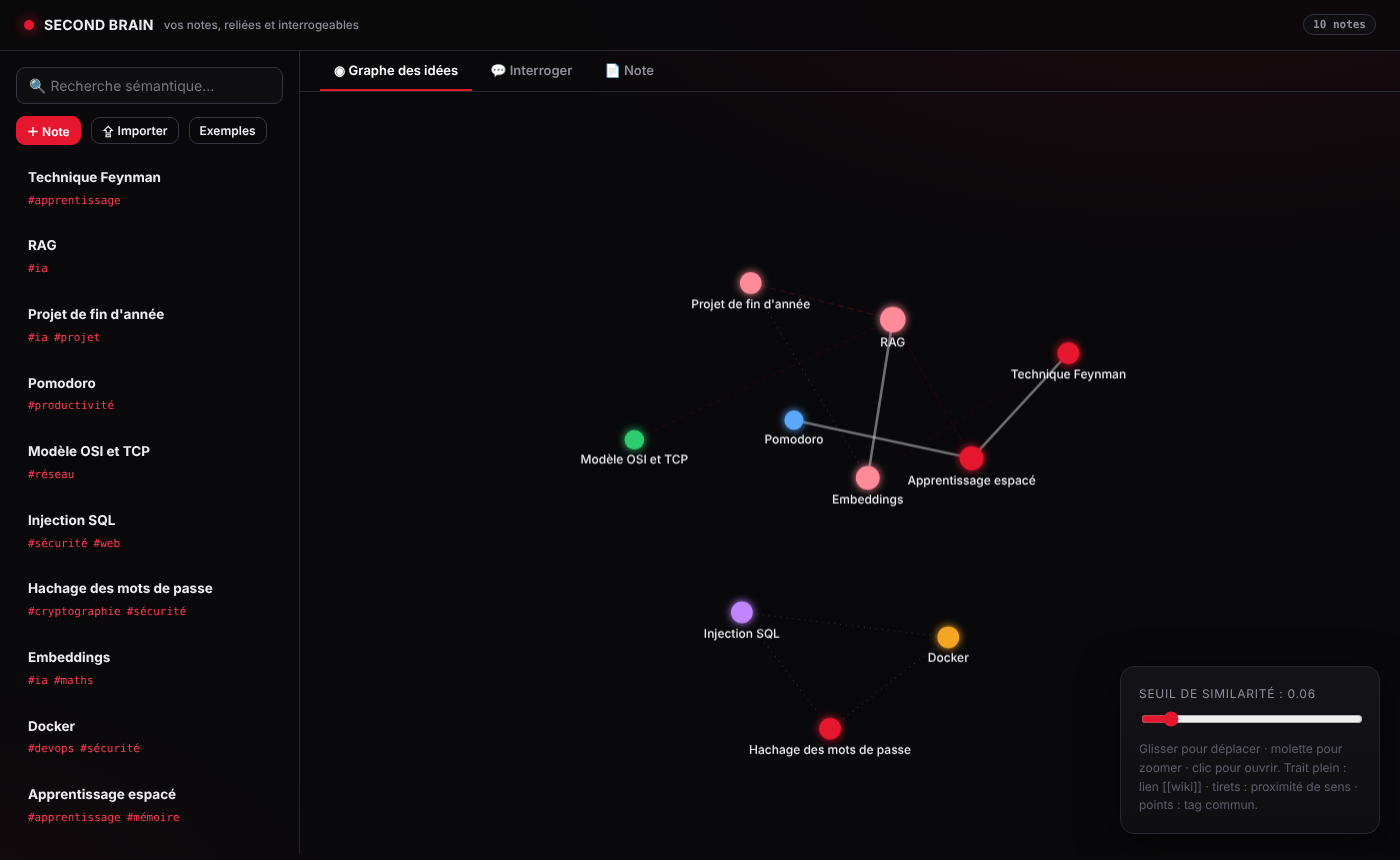 SECOND BRAIN vos notes, reliées et interrogeables
10 notes
🔍 Recherche sémantique...
◉ Graphe des idées
💬 Interroger
📄 Note
+ Note
⇪ Importer
Exemples
Technique Feynman
#apprentissage
RAG
#ia
Projet de fin d'année
#ia #projet
Pomodoro
#productivité
Modèle OSI et TCP
#réseau
Injection SQL
#sécurité #web
Hachage des mots de passe
#cryptographie #sécurité
Embeddings
#ia #maths
Docker
#devops #sécurité
Apprentissage espacé
#apprentissage #mémoire
Projet de fin d'année
RAG
Technique Feynman
Pomodoro
Modèle OSI et TCP
Apprentissage espacé
Embeddings
Injection SQL
Docker
Hachage des mots de passe
SEUIL DE SIMILARITÉ : 0.06
Glisser pour déplacer · molette pour
zoomer · clic pour ouvrir. Trait plein :
lien [[wiki]] · tirets : proximité de sens ·
points : tag commun.